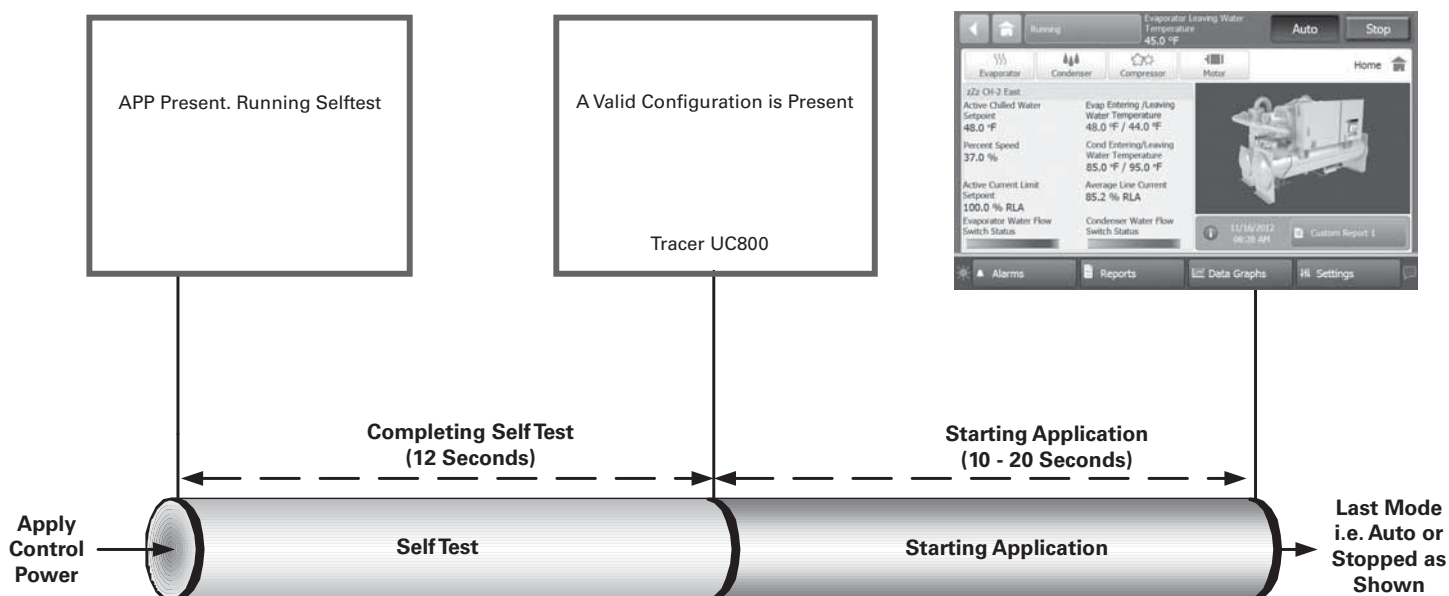 APP Present. Running Selftest
A Valid Configuration is Present
Tracer UC800
Running
Evaporator Leaving Water
Temperature
45.0 °F
Auto
Stop
Evaporator
Condenser
Compressor
Motor
Home
zZz CH-2 East
Active Chilled Water
Setpoint
48.0 °F
Evap Entering /Leaving
Water Temperature
48.0 °F / 44.0 °F
Percent Speed
37.0 %
Cond Entering/Leaving
Water Temperature
85.0 °F / 95.0 °F
Active Current Limit
Setpoint
100.0 % RLA
Average Line Current
85.2 % RLA
Evaporator Water Flow
Switch Status
Condenser Water Flow
Switch Status
11/16/2012
08:28 AM
Custom Report 1
Alarms
Reports
Data Graphs
Settings
Completing Self Test
(12 Seconds)
Starting Application
(10 - 20 Seconds)
Apply
Control
Power
Self Test
Starting Application
Last Mode
i.e. Auto or
Stopped as
Shown